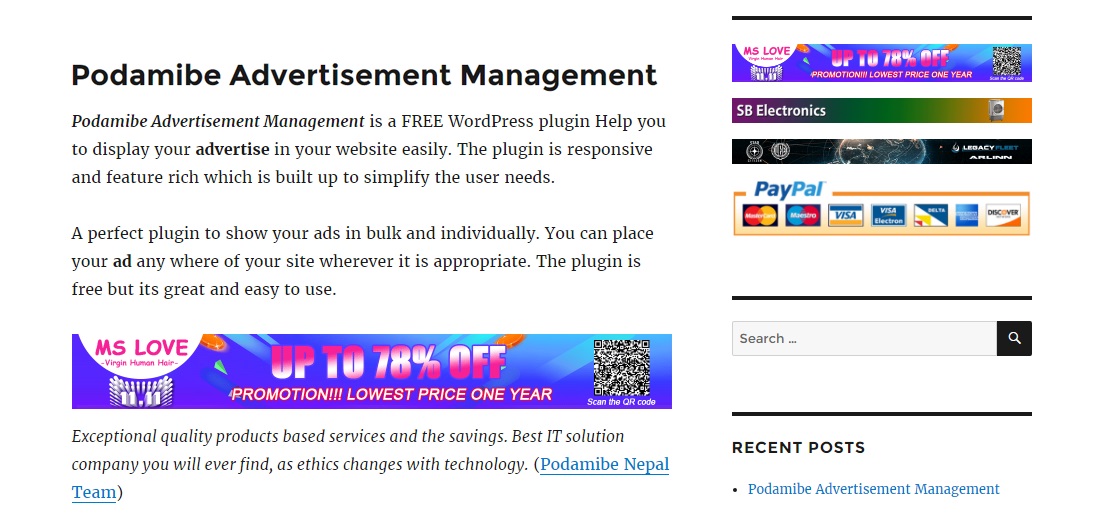 Podamibe Advertisement Management
Podamibe Advertisement Management is a FREE WordPress plugin Help you
to display your advertise in your website easily. The plugin is responsive
and feature rich which is built up to simplify the user needs.
A perfect plugin to show your ads in bulk and individually. You can place
your ad any where of your site wherever it is appropriate. The plugin is
free but its great and easy to use.
MS LOVE
-Virgin Human Hair-
11.11
UP TO 78% OFF
PROMOTION!!! LOWEST PRICE ONE YEAR
Scan the QR code
Exceptional quality products based services and the savings. Best IT solution
company you will ever find, as ethics changes with technology. (Podamibe Nepal
Team)
MS LOVE
Virgin Human Hair
11.11
UP TO 78% OFF
PROMOTION!!! LOWEST PRICE ONE YEAR
Scan the QR code
SB Electronics
LEGACYFLEET
ARLINN
PayPal
MasterCard
Maestro
VISA
VISA
Electron
DELTA
DISCOVER
Search ...
RECENT POSTS
Podamibe Advertisement Management